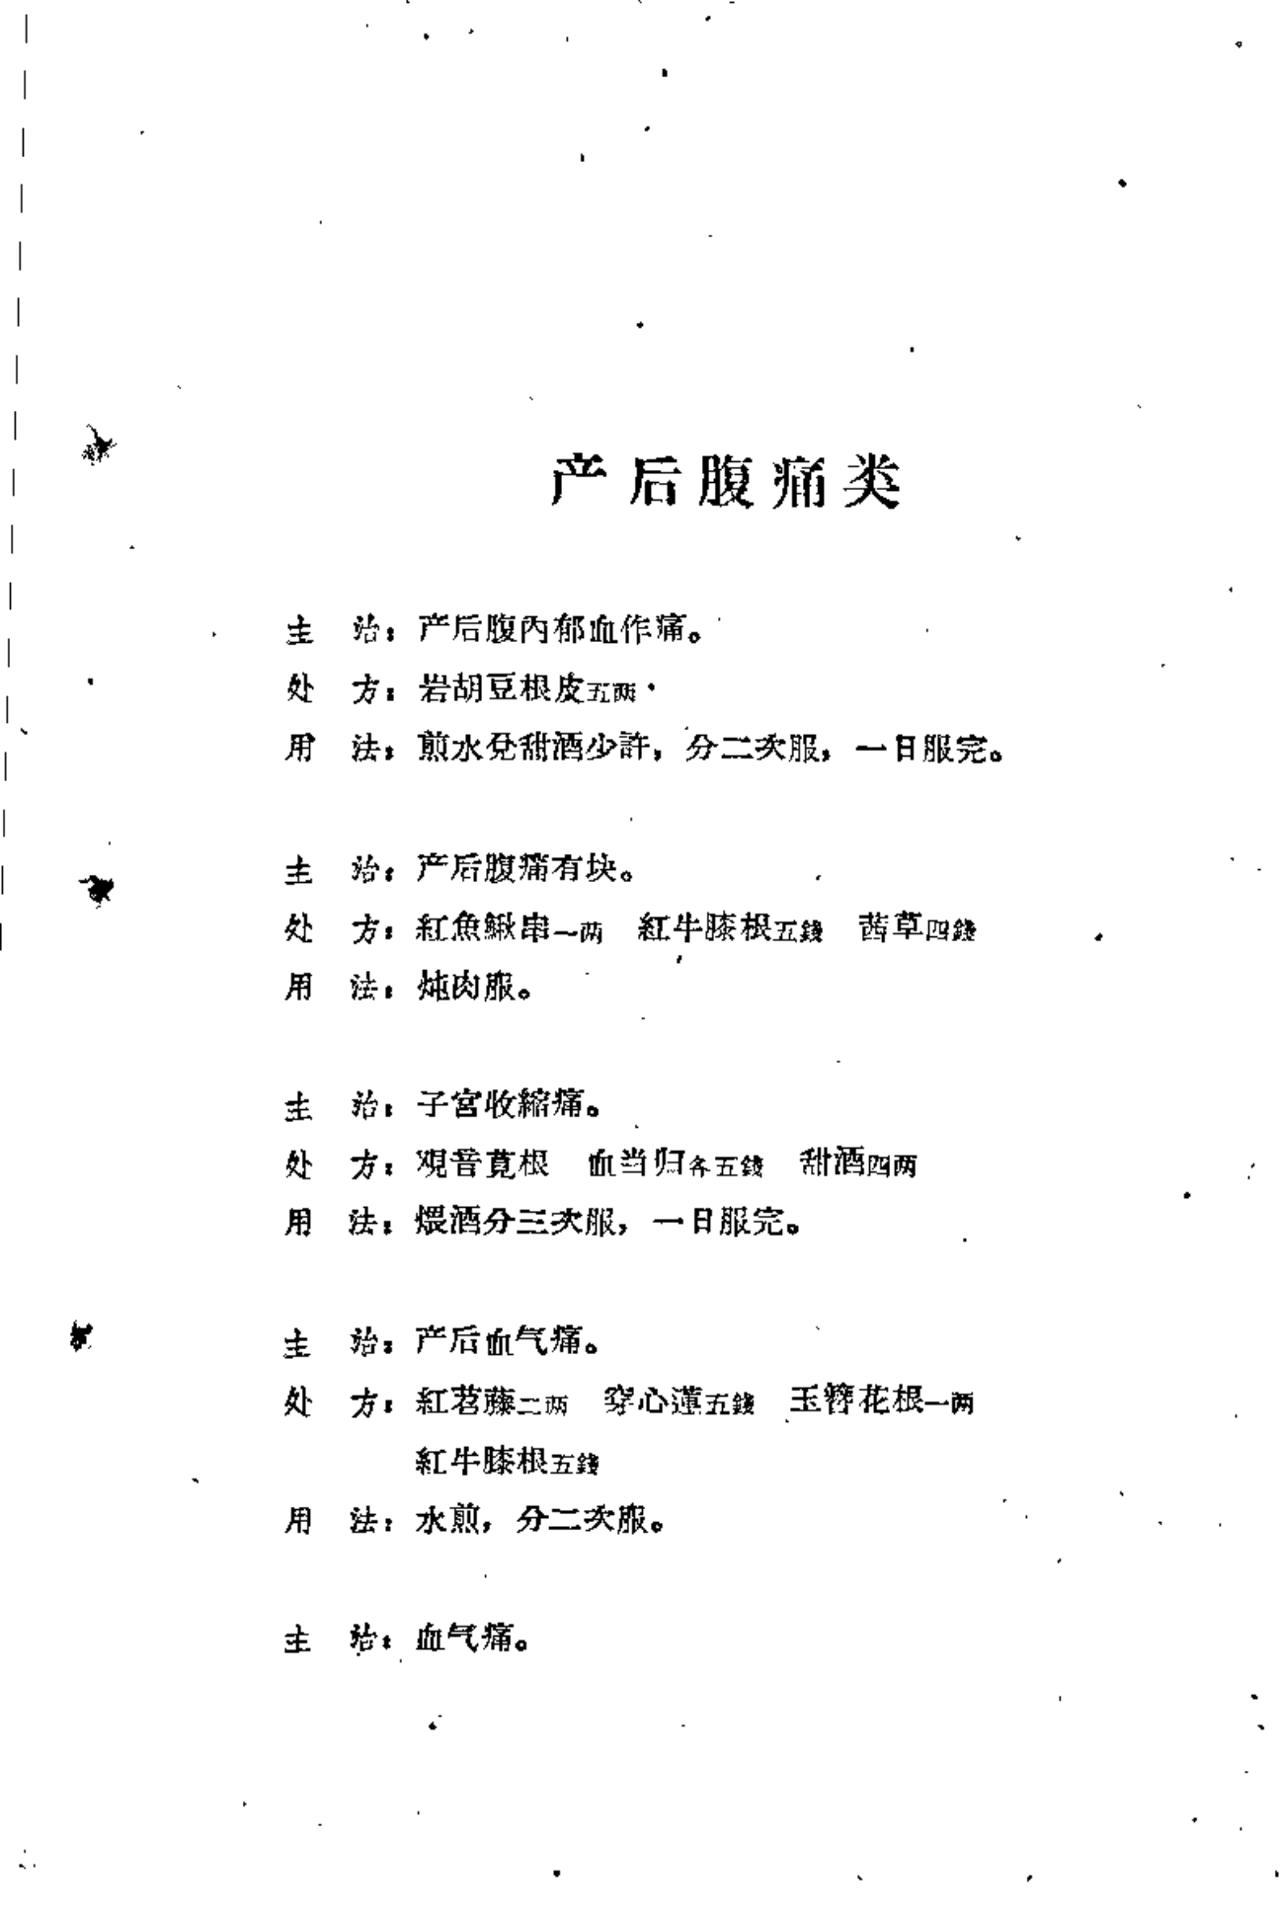 产后腹痛类
主　治：产后腹內郁血作痛。
处　方：岩胡豆根皮五两
用　法：煎水兌甜酒少許，分二次服，一日服完。
主　治：产后腹痛有块。
处　方：紅魚鰍串一两　紅牛膝根五錢　茜草四錢
用　法：炖肉服。
主　治：子宮收縮痛。
处　方：观音莧根　血当归各五錢　甜酒四两
用　法：煨酒分三次服，一日服完。
主　治：产后血气痛。
处　方：紅苕藤二两　穿心蓮五錢　玉簪花根一两
紅牛膝根五錢
用　法：水煎，分二次服。
主　治：血气痛。